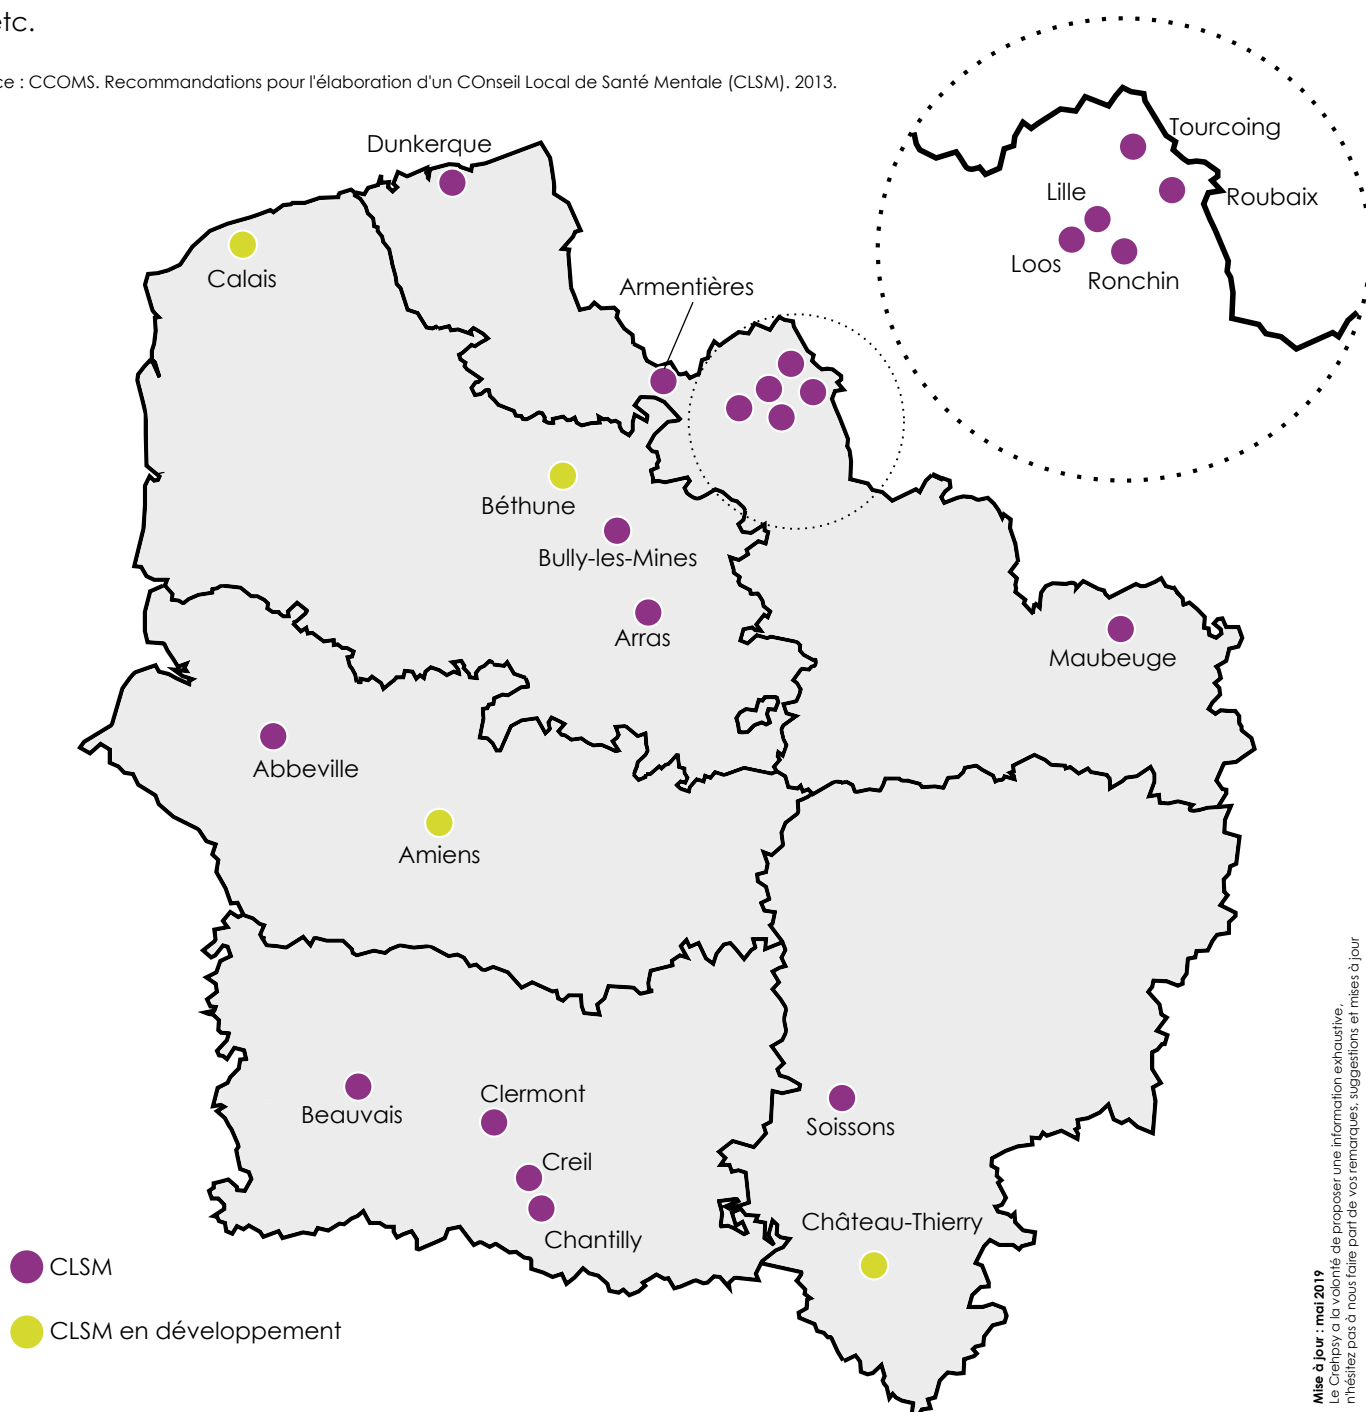 etc.
ce : CCOMS. Recommandations pour l'élaboration d'un COnseil Local de Santé Mentale (CLSM). 2013.
Dunkerque
Tourcoing
Lille
Roubaix
Loos
Ronchin
Calais
Armentières
Béthune
Bully-les-Mines
Arras
Maubeuge
Abbeville
Amiens
Beauvais
Clermont
Soissons
Creil
Château-Thierry
Chantilly
CLSM
CLSM en développement
Mise à jour : mai 2019
Le Crehpsy a la volonté de proposer une information exhaustive,
n'hésitez pas à nous faire part de vos remarques, suggestions et mises à jour